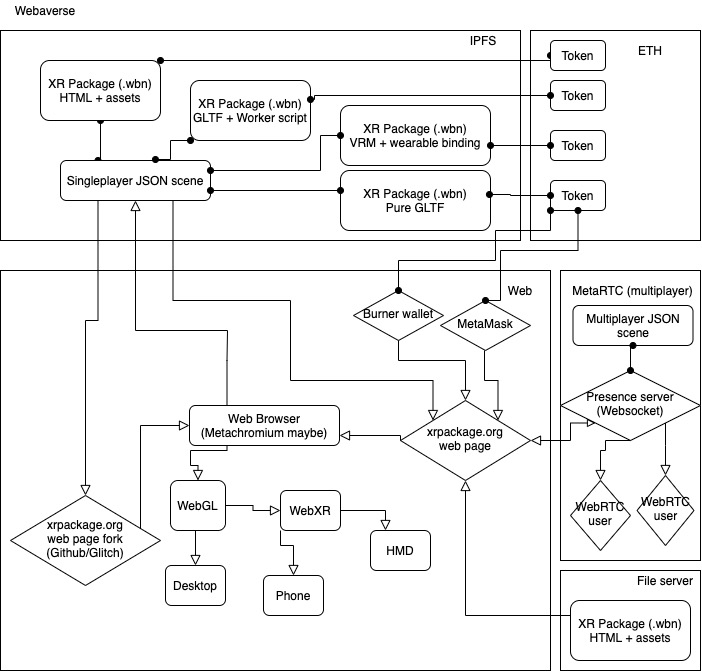 Webaverse
IPFS
ETH
XR Package (.wbn)
HTML + assets
XR Package (.wbn)
GLTF + Worker script
XR Package (.wbn)
VRM + wearable binding
XR Package (.wbn)
Pure GLTF
Singleplayer JSON scene
Token
Token
Token
Token
Web
Burner wallet
MetaMask
MetaRTC (multiplayer)
Multiplayer JSON
scene
Presence server
(Websocket)
WebRTC
user
WebRTC
user
Web Browser
(Metachromium maybe)
xrpackage.org
web page
xrpackage.org
web page fork
(Github/Glitch)
WebGL
WebXR
HMD
Desktop
Phone
File server
XR Package (.wbn)
HTML + assets